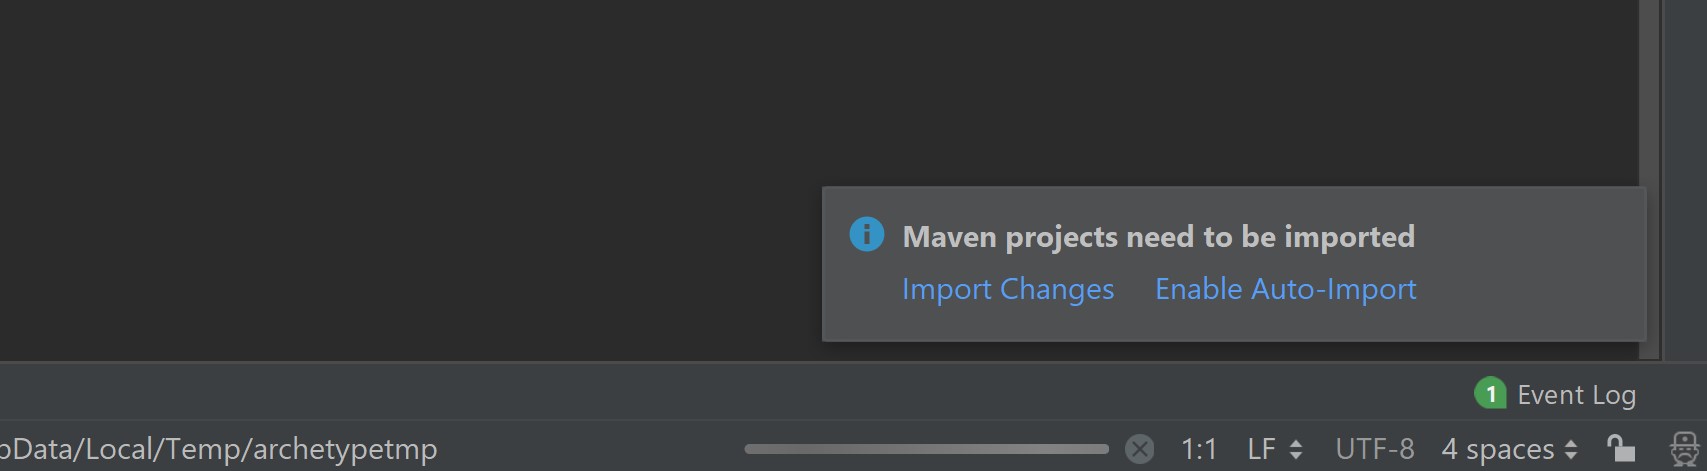 Maven projects need to be imported
Import Changes Enable Auto-Import
1 Event Log
Data/Local/Temp/archetypetmp 1:1 LF UTF-8 4 spaces